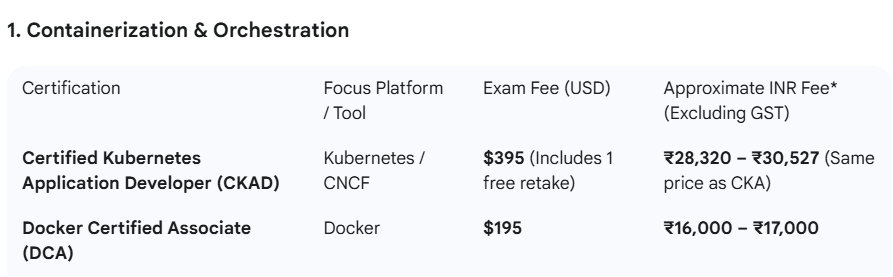 1. Containerization & Orchestration
Certification
Focus Platform
/ Tool
Exam Fee (USD)
Approximate INR Fee*
(Excluding GST)
Certified Kubernetes
Application Developer (CKAD)
Kubernetes /
CNCF
$395 (Includes 1
free retake)
₹28,320 – ₹30,527 (Same
price as CKA)
Docker Certified Associate
(DCA)
Docker
$195
₹16,000 – ₹17,000